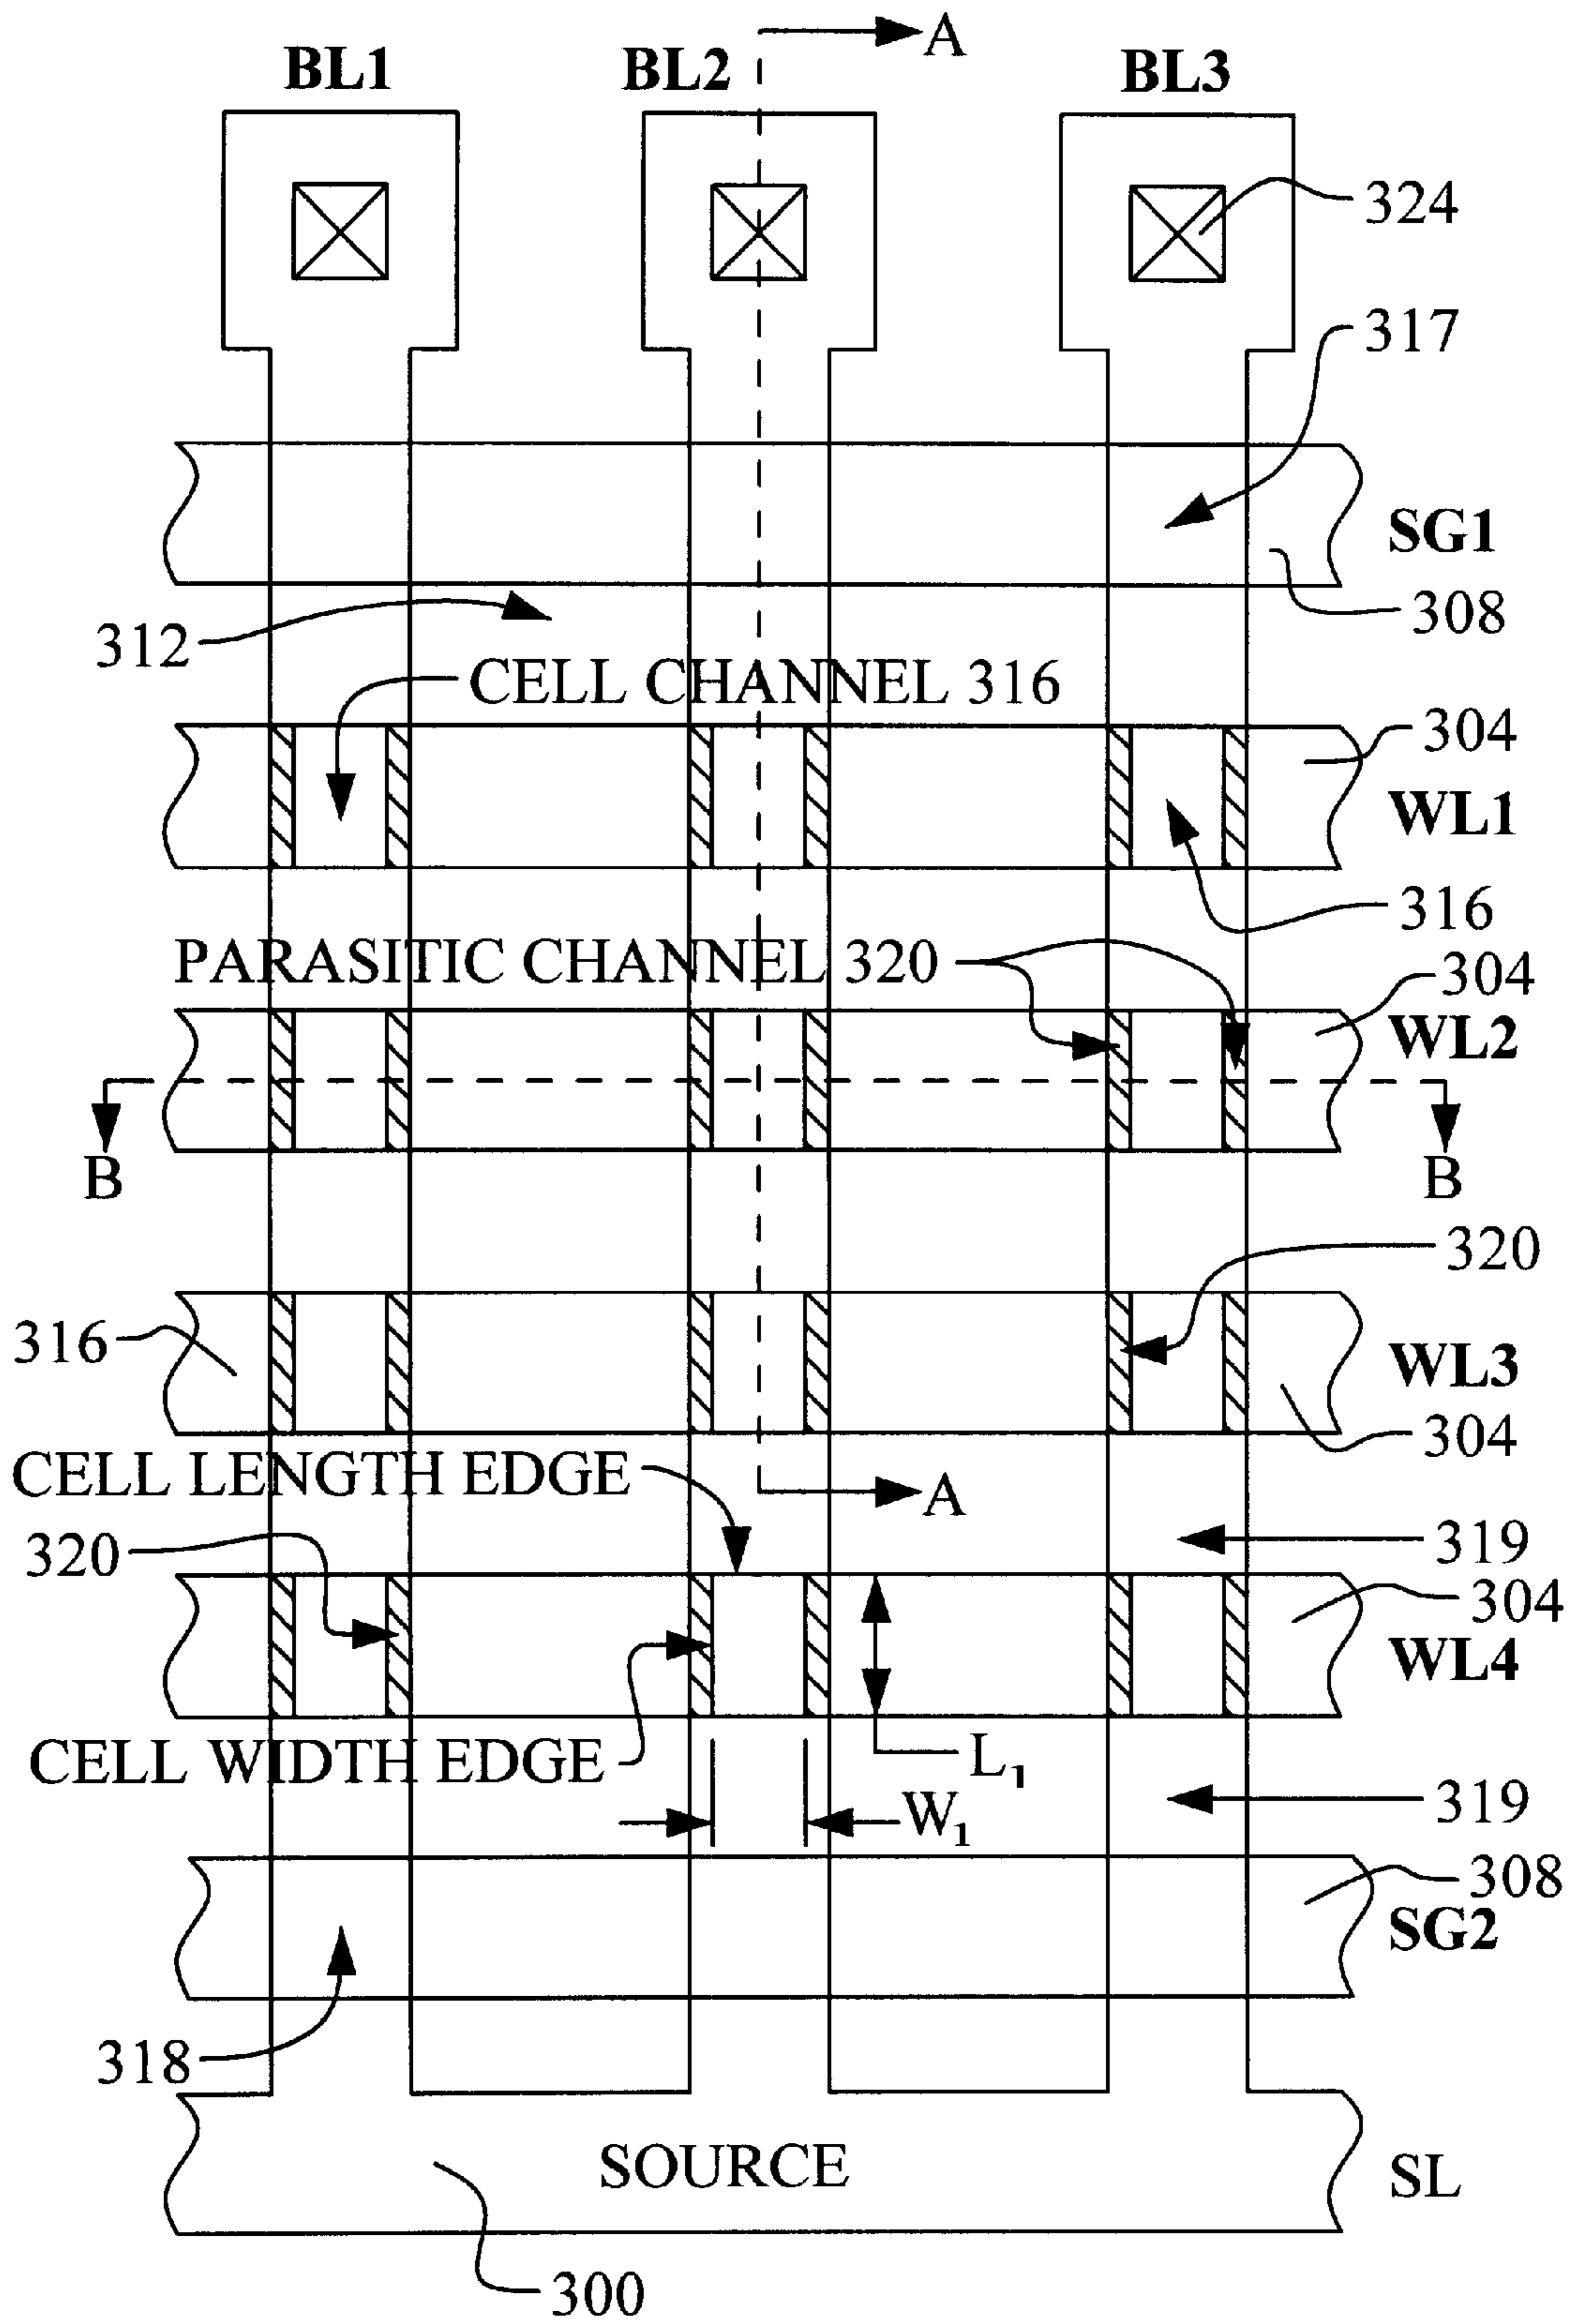 A
BL1
BL2
BL3
324
317
SG1
308
312
CELL CHANNEL 316
304
WL1
316
PARASITIC CHANNEL 320
304
WL2
B
B
320
316
WL3
304
CELL LENGTH EDGE
A
320
319
304
WL4
CELL WIDTH EDGE
L₁
319
W₁
308
SG2
318
SOURCE
SL
300